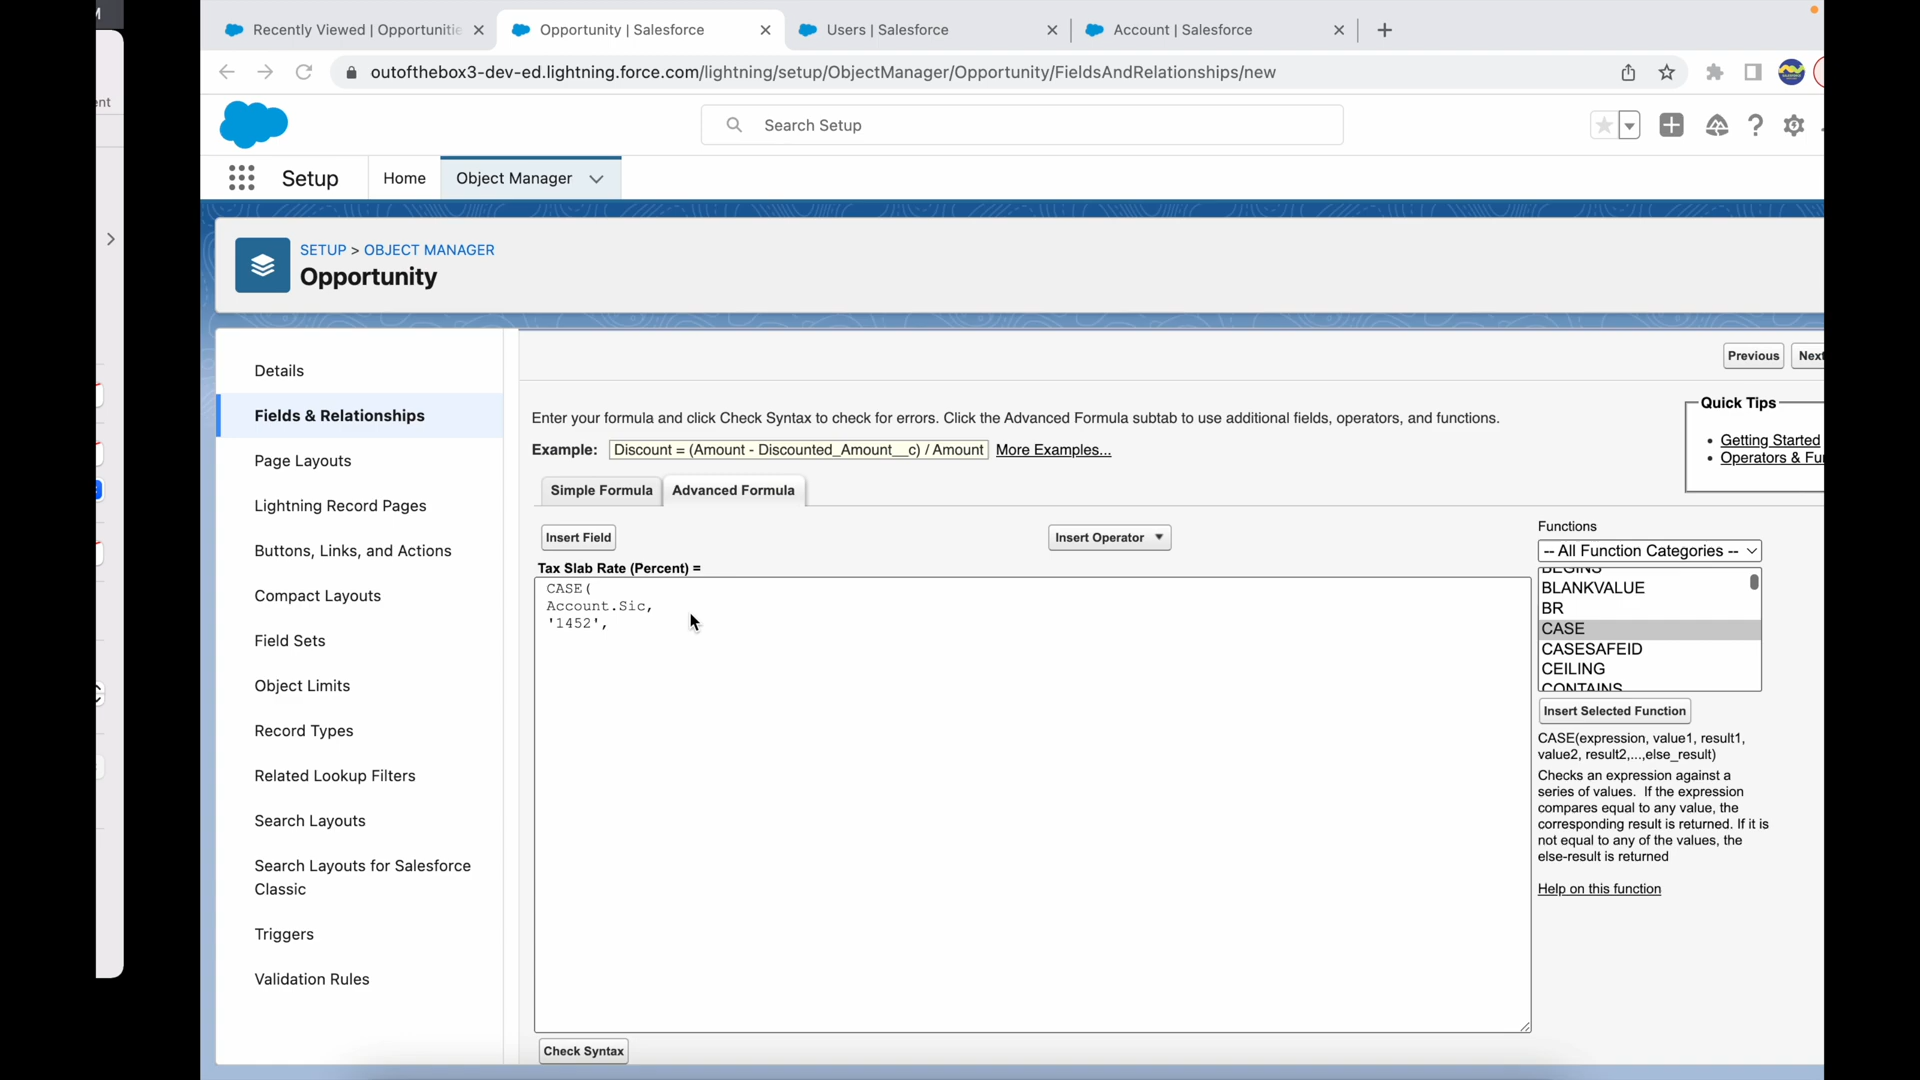 Recently Viewed | Opportunitie
Opportunity | Salesforce
Users | Salesforce
Account | Salesforce
outofthebox3-dev-ed.lightning.force.com/lightning/setup/ObjectManager/Opportunity/FieldsAndRelationships/new
ent
Search Setup
Setup
Home
Object Manager
SETUP > OBJECT MANAGER
Opportunity
Details
Fields & Relationships
Page Layouts
Lightning Record Pages
Buttons, Links, and Actions
Compact Layouts
Field Sets
Object Limits
Record Types
Related Lookup Filters
Search Layouts
Search Layouts for Salesforce
Classic
Triggers
Validation Rules
Previous
Next
Enter your formula and click Check Syntax to check for errors. Click the Advanced Formula subtab to use additional fields, operators, and functions.
Example: Discount = (Amount - Discounted_Amount__c) / Amount More Examples...
Quick Tips
• Getting Started
• Operators & Fu
Simple Formula
Advanced Formula
Insert Field
Insert Operator
Tax Slab Rate (Percent) =
CASE(
Account.Sic,
'1452',
Functions
-- All Function Categories --
BEGINS
BLANKVALUE
BR
CASE
CASESAFEID
CEILING
CONTAINS
Insert Selected Function
CASE(expression, value1, result1,
value2, result2,...,else_result)
Checks an expression against a
series of values. If the expression
compares equal to any value, the
corresponding result is returned. If it is
not equal to any of the values, the
else-result is returned
Help on this function
Check Syntax